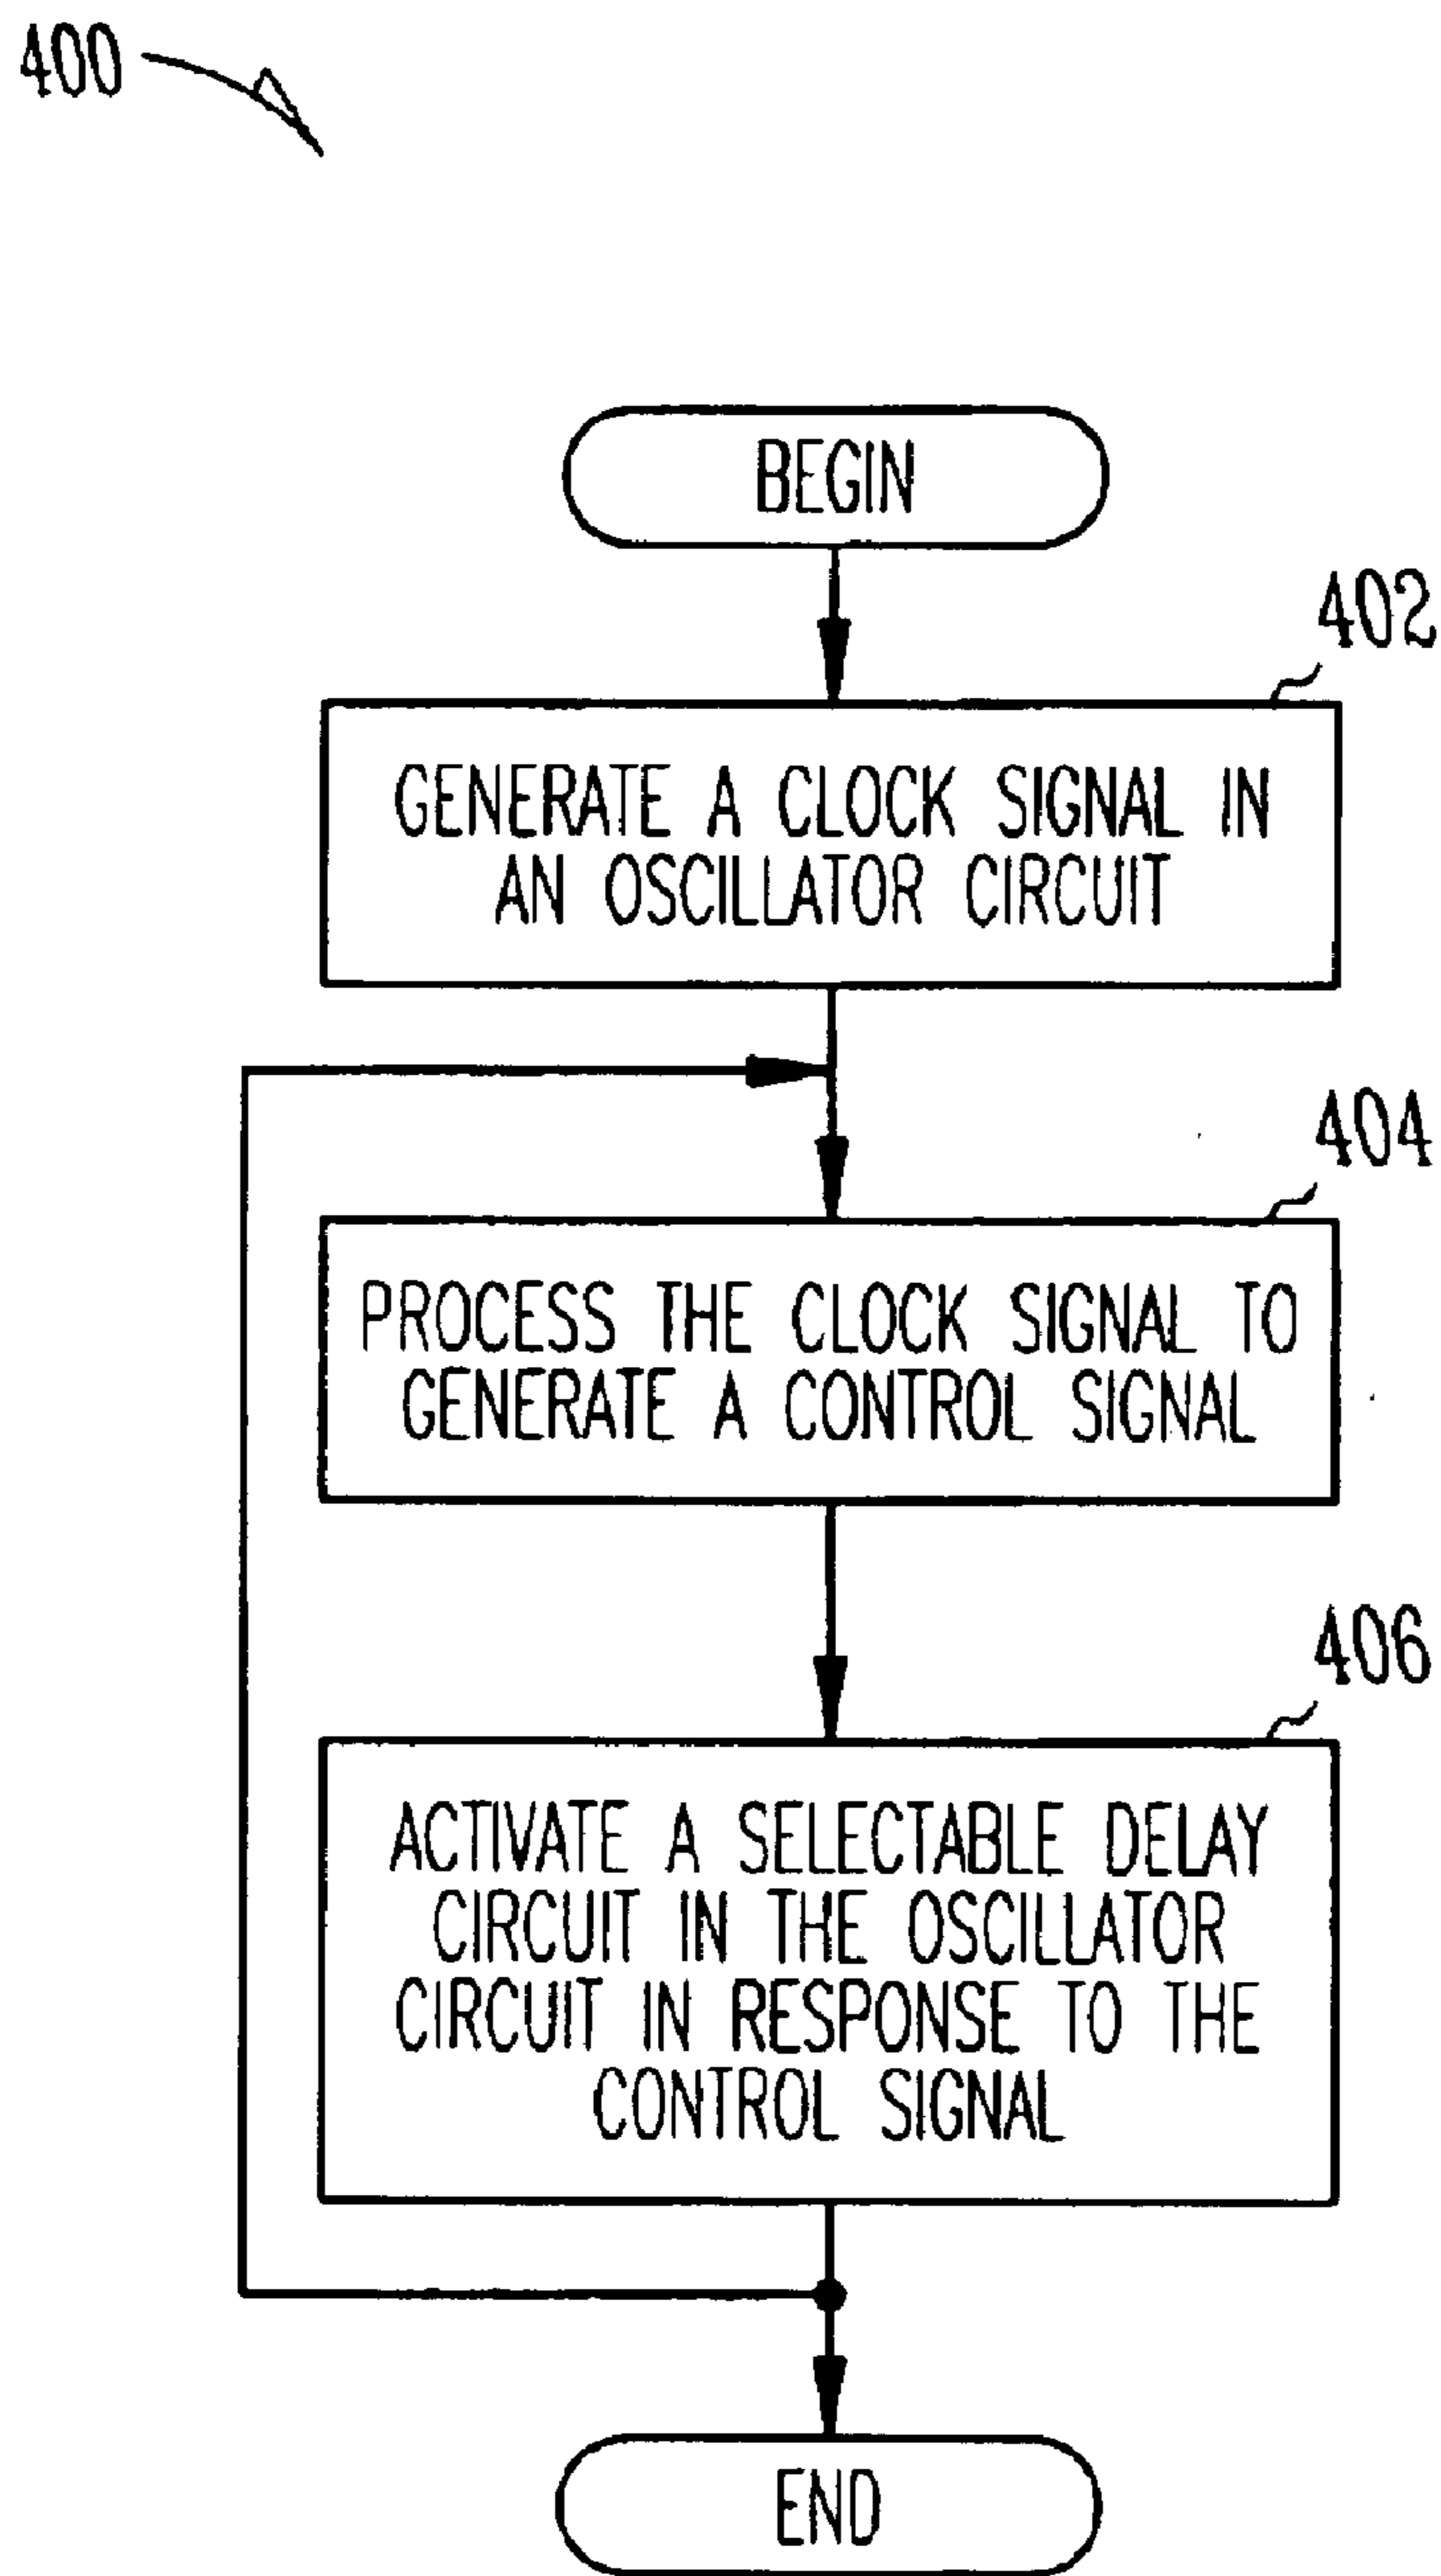 400
BEGIN
402
GENERATE A CLOCK SIGNAL IN
AN OSCILLATOR CIRCUIT
404
PROCESS THE CLOCK SIGNAL TO
GENERATE A CONTROL SIGNAL
406
ACTIVATE A SELECTABLE DELAY
CIRCUIT IN THE OSCILLATOR
CIRCUIT IN RESPONSE TO THE
CONTROL SIGNAL
END